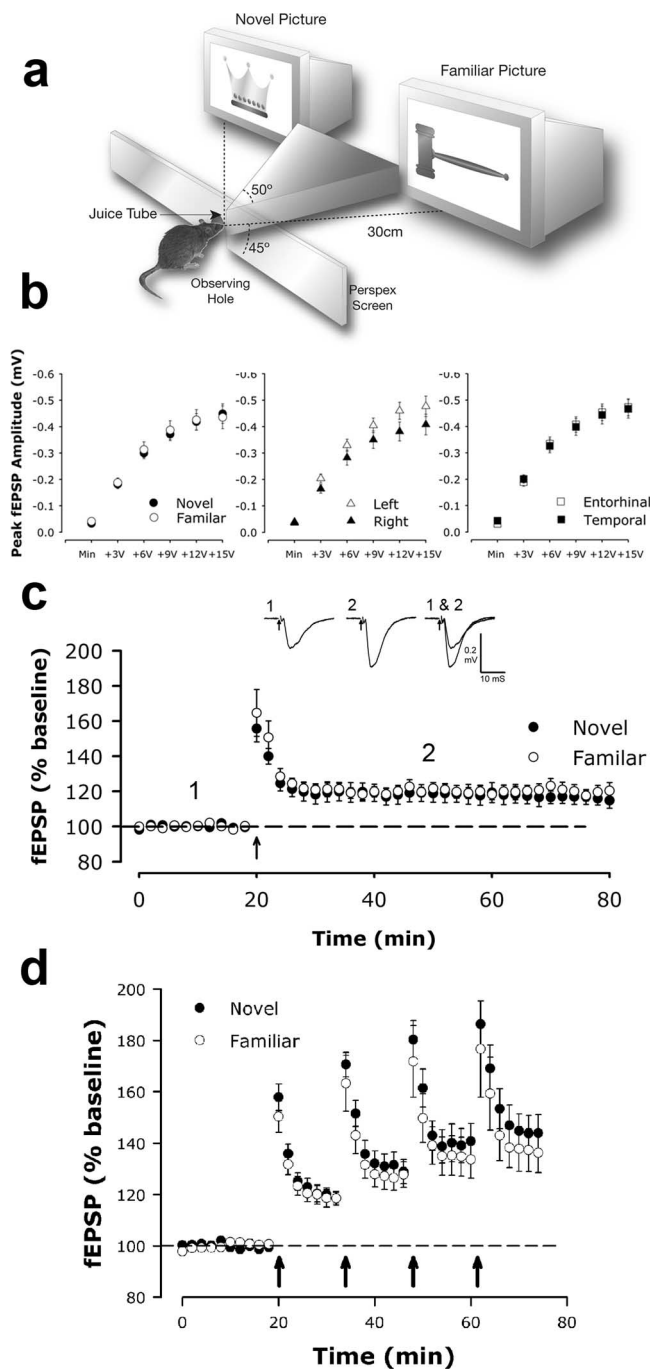 a
Novel Picture
Familiar Picture
Juice Tube
50º
45º
30cm
Observing
Hole
Perspex
Screen
b
Peak fEPSP Amplitude (mV)
-0.6
-0.5
-0.4
-0.3
-0.2
-0.1
0.0
Novel
Familar
Min +3V +6V +9V +12V +15V
-0.6
-0.5
-0.4
-0.3
-0.2
-0.1
0.0
Left
Right
Min +3V +6V +9V +12V +15V
-0.6
-0.5
-0.4
-0.3
-0.2
-0.1
0.0
Entorhinal
Temporal
Min +3V +6V +9V +12V +15V
c
1 2 1 & 2
0.2
mV
10 mS
fEPSP (% baseline)
200
180
160
140
120
100
80
1
2
Novel
Familar
0 20 40 60 80
Time (min)
d
fEPSP (% baseline)
200
180
160
140
120
100
80
Novel
Familiar
0 20 40 60 80
Time (min)